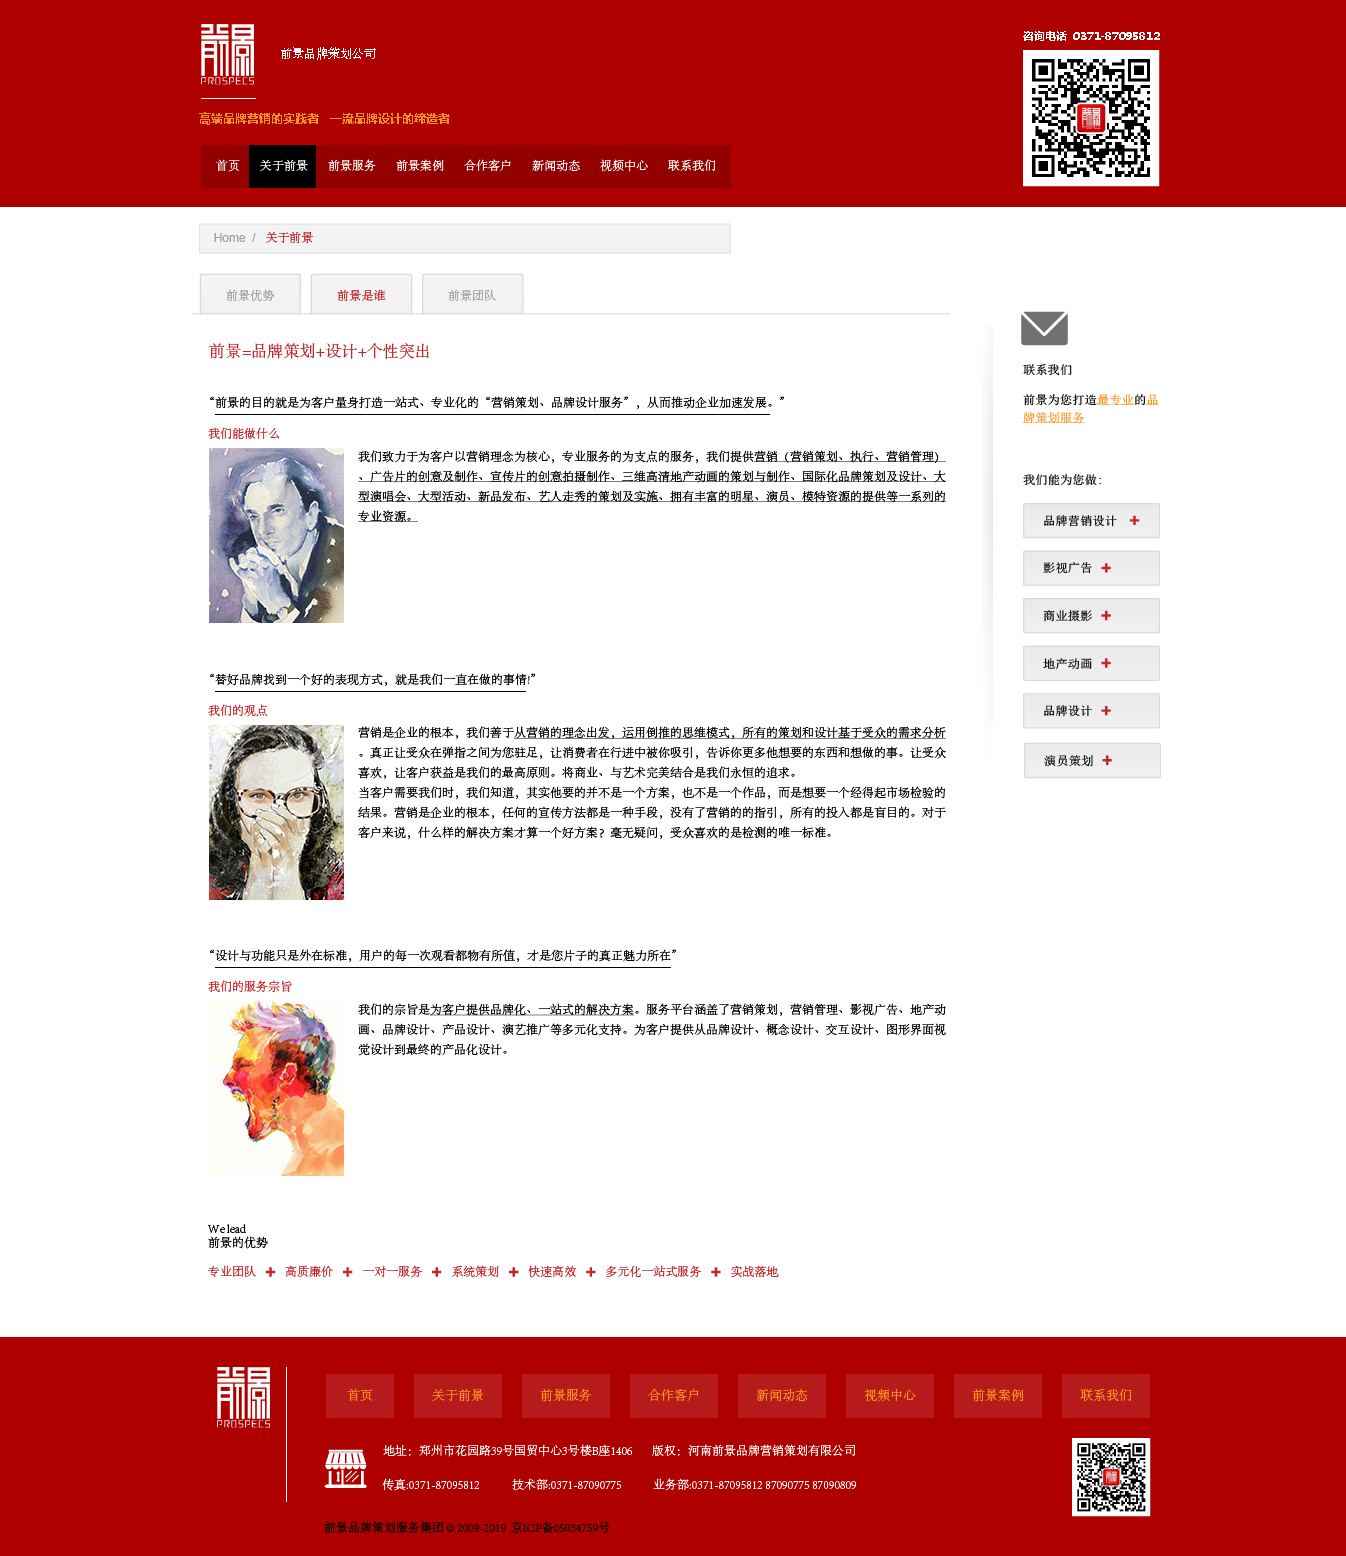 前景
PROSPECS
前景品牌策划公司
咨询电话 0371-87095812
高端品牌营销的实践者 一流品牌设计的缔造者
首页 关于前景 前景服务 前景案例 合作客户 新闻动态 视频中心 联系我们
Home / 关于前景
前景优势 前景是谁 前景团队
前景=品牌策划+设计+个性突出
“前景的目的就是为客户量身打造一站式、专业化的“营销策划、品牌设计服务”，从而推动企业加速发展。”
我们能做什么
我们致力于为客户以营销理念为核心，专业服务的为支点的服务，我们提供营销（营销策划、执行、营销管理）
、广告片的创意及制作、宣传片的创意拍摄制作、三维高清地产动画的策划与制作、国际化品牌策划及设计、大
型演唱会、大型活动、新品发布、艺人走秀的策划及实施、拥有丰富的明星、演员、模特资源的提供等一系列的
专业资源。
“替好品牌找到一个好的表现方式，就是我们一直在做的事情!”
我们的观点
营销是企业的根本，我们善于从营销的理念出发，运用倒推的思维模式，所有的策划和设计基于受众的需求分析
。真正让受众在弹指之间为您驻足，让消费者在行进中被你吸引，告诉你更多他想要的东西和想做的事。让受众
喜欢，让客户获益是我们的最高原则。将商业、与艺术完美结合是我们永恒的追求。
当客户需要我们时，我们知道，其实他要的并不是一个方案，也不是一个作品，而是想要一个经得起市场检验的
结果。营销是企业的根本，任何的宣传方法都是一种手段，没有了营销的的指引，所有的投入都是盲目的。对于
客户来说，什么样的解决方案才算一个好方案？毫无疑问，受众喜欢的是检测的唯一标准。
“设计与功能只是外在标准，用户的每一次观看都物有所值，才是您片子的真正魅力所在”
我们的服务宗旨
我们的宗旨是为客户提供品牌化、一站式的解决方案。服务平台涵盖了营销策划，营销管理、影视广告、地产动
画、品牌设计、产品设计、演艺推广等多元化支持。为客户提供从品牌设计、概念设计、交互设计、图形界面视
觉设计到最终的产品化设计。
We lead
前景的优势
专业团队 + 高质廉价 + 一对一服务 + 系统策划 + 快速高效 + 多元化一站式服务 + 实战落地
联系我们
前景为您打造最专业的品
牌策划服务
我们能为您做：
品牌营销设计 +
影视广告 +
商业摄影 +
地产动画 +
品牌设计 +
演员策划 +
前景
PROSPECS
首页 关于前景 前景服务 合作客户 新闻动态 视频中心 前景案例 联系我们
地址：郑州市花园路39号国贸中心3号楼B座1406 版权：河南前景品牌营销策划有限公司
传真:0371-87095812 技术部:0371-87090775 业务部:0371-87095812 87090775 87090809
前景品牌策划服务集团 © 2009-2019 京ICP备05034759号